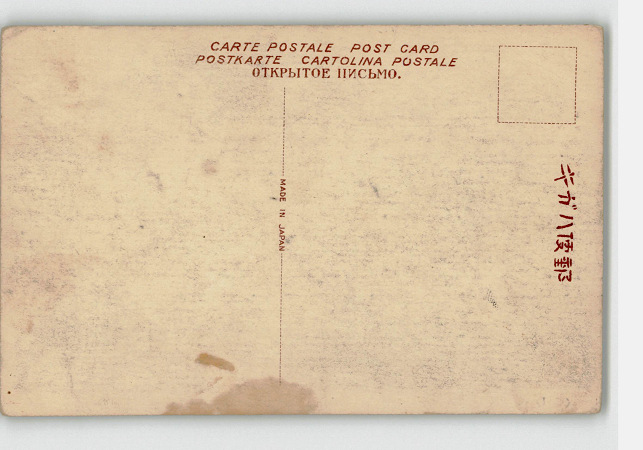 CARTE POSTALE POST CARD
POSTKARTE CARTOLINA POSTALE
ОТКРЫТОЕ ПИСЬМО.
MADE IN JAPAN
郵便ハガキ